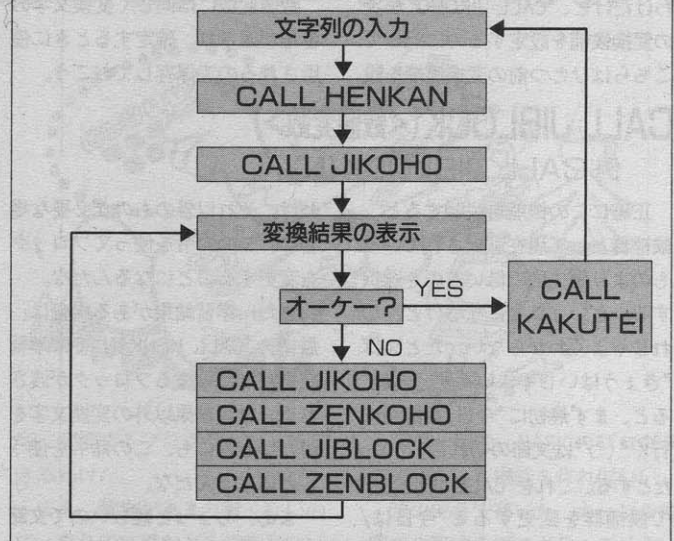 文字列の入力
CALL HENKAN
CALL JIKOHO
変換結果の表示
オーケー?
YES
CALL
KAKUTEI
NO
CALL JIKOHO
CALL ZENKOHO
CALL JIBLOCK
CALL ZENBLOCK